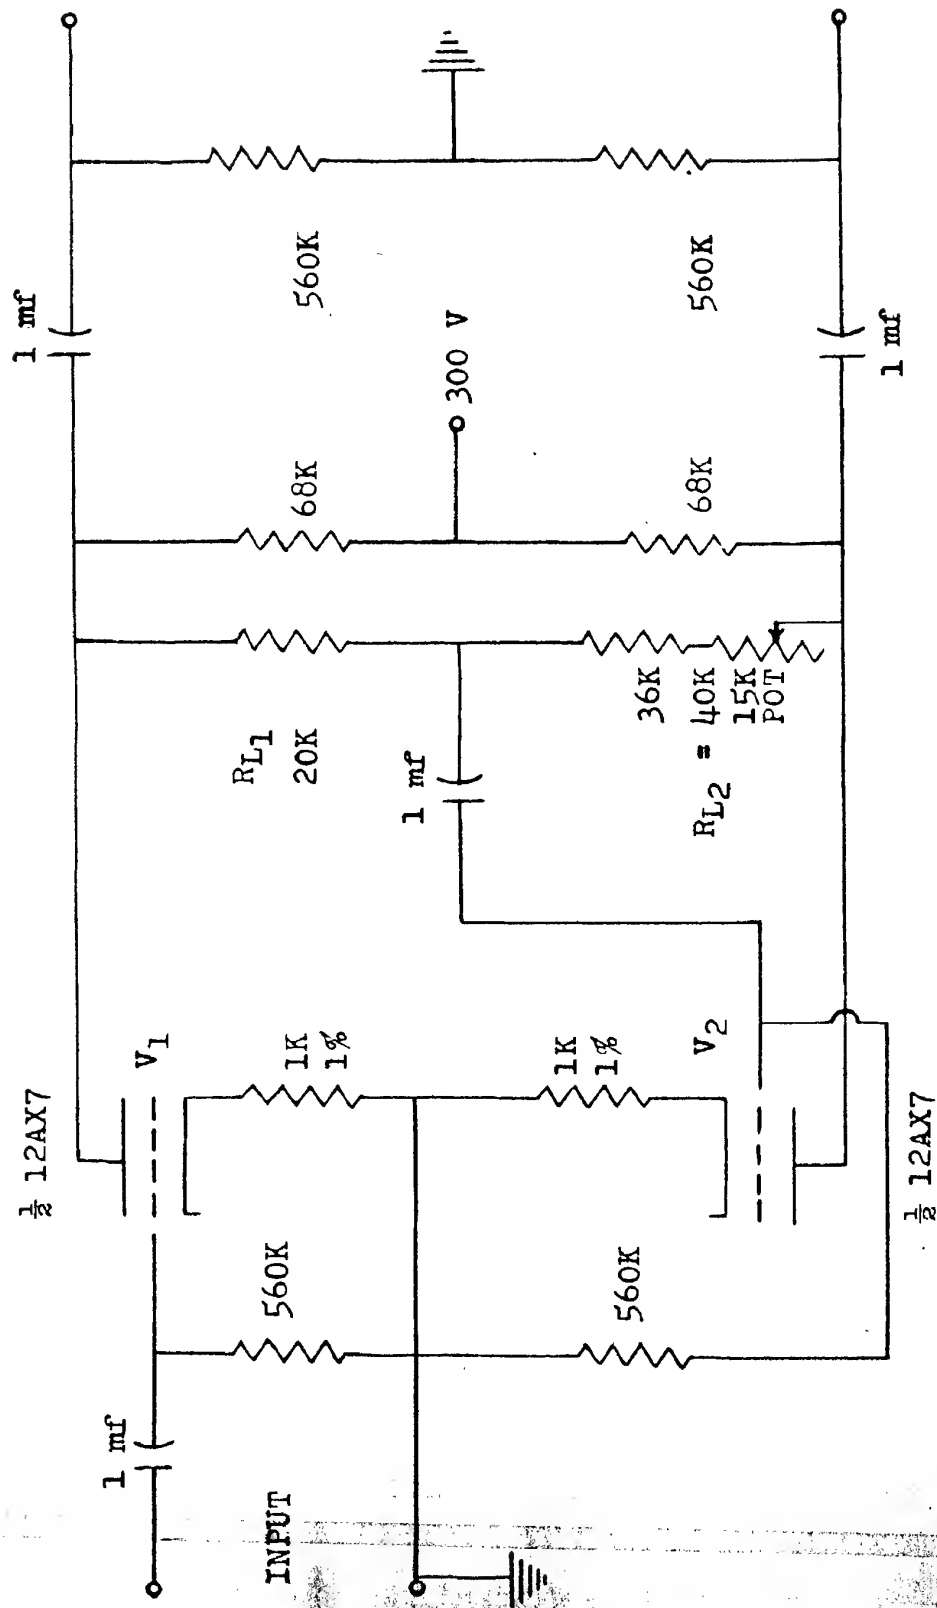 ½ 12AX7
V1
1 mf
560K
INPUT
1K
1%
1K
1%
560K
V2
½ 12AX7
RL1
20K
1 mf
36K
RL2 = 40K
15K
POT
68K
300 V
68K
1 mf
560K
560K
1 mf